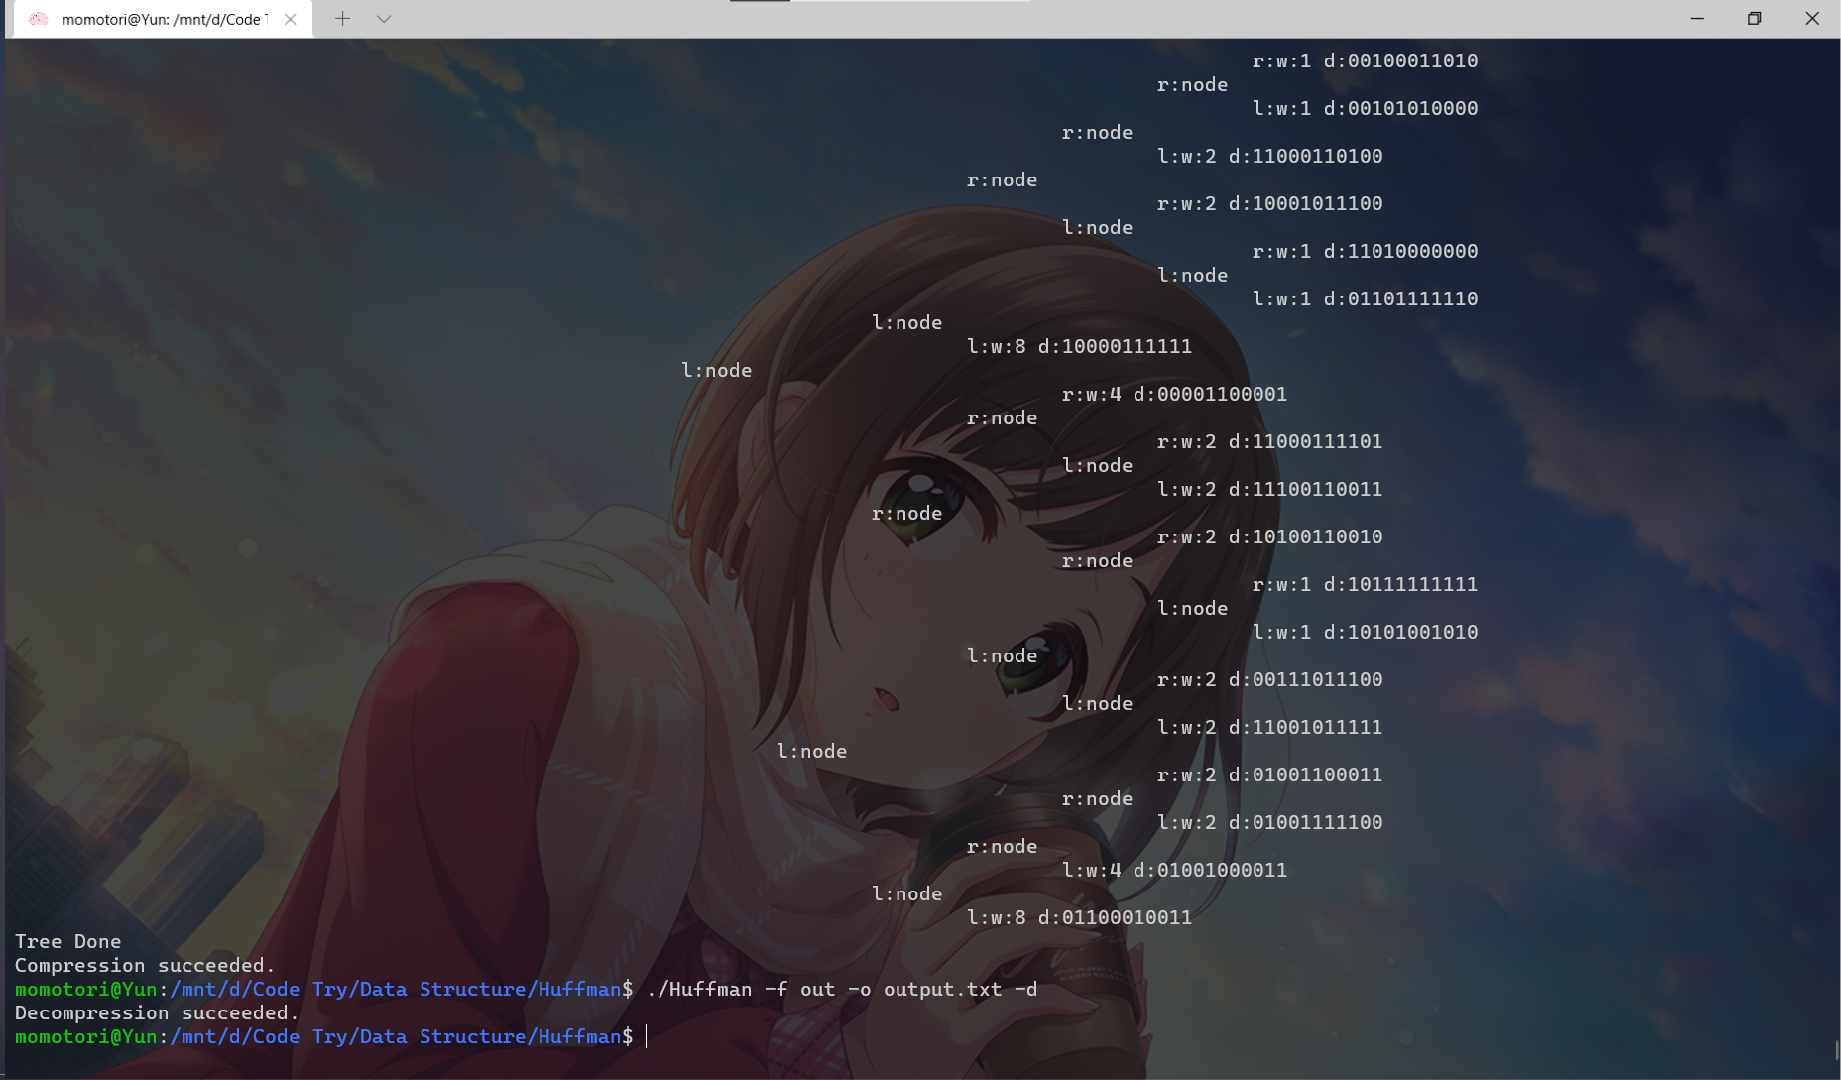 momotori@Yun: /mnt/d/Code
r:w:1 d:00100011010
r:node
l:w:1 d:00101010000
r:node
l:w:2 d:11000110100
r:node
r:w:2 d:10001011100
l:node
r:w:1 d:11010000000
l:node
l:w:1 d:01101111110
l:node
l:w:8 d:10000111111
l:node
r:w:4 d:00001100001
r:node
r:w:2 d:11000111101
l:node
l:w:2 d:11100110011
r:node
r:w:2 d:10100110010
r:node
r:w:1 d:10111111111
l:node
l:w:1 d:10101001010
l:node
r:w:2 d:00111011100
l:node
l:w:2 d:11001011111
l:node
r:w:2 d:01001100011
r:node
l:w:2 d:01001111100
r:node
l:w:4 d:01001000011
l:node
l:w:8 d:01100010011
Tree Done
Compression succeeded.
momotori@Yun:/mnt/d/Code Try/Data Structure/Huffman$ ./Huffman -f out -o output.txt -d
Decompression succeeded.
momotori@Yun:/mnt/d/Code Try/Data Structure/Huffman$